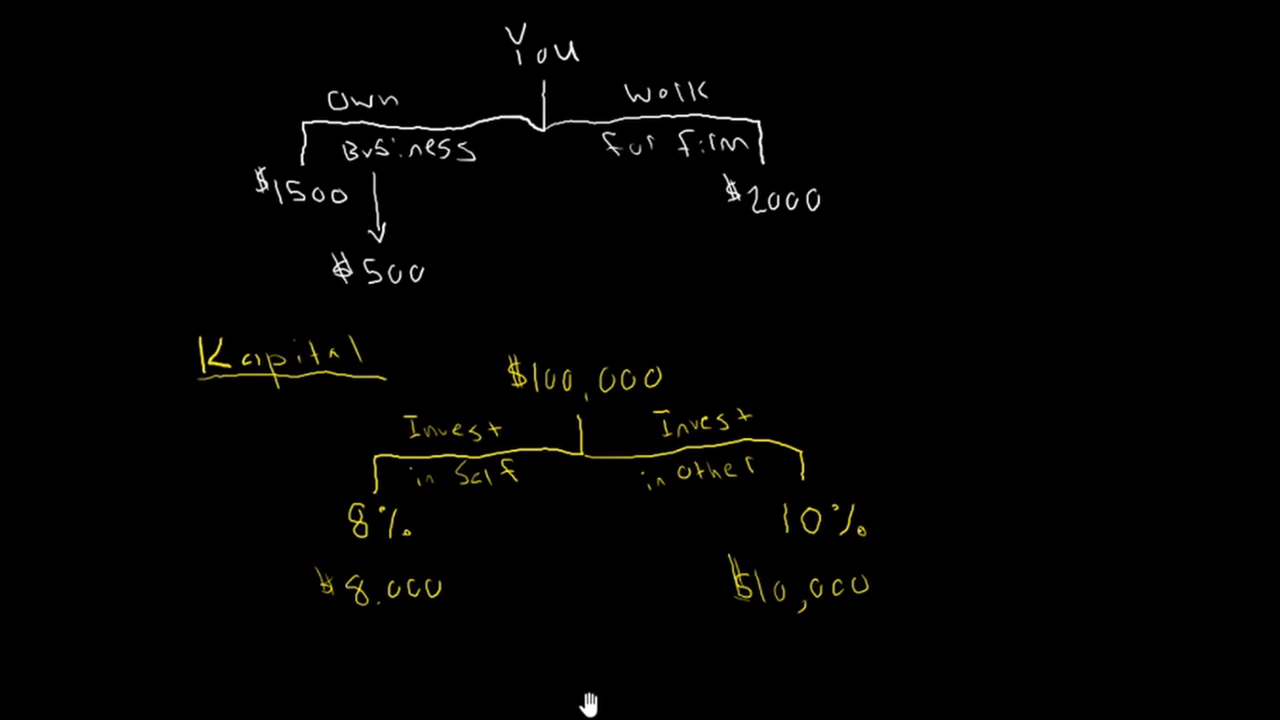 You
Own
Work
Business
for firm
$1500
$2000
$500
Kapital
$100,000
Invest
Invest
in Self
in Other
8%
10%
$8,000
$10,000